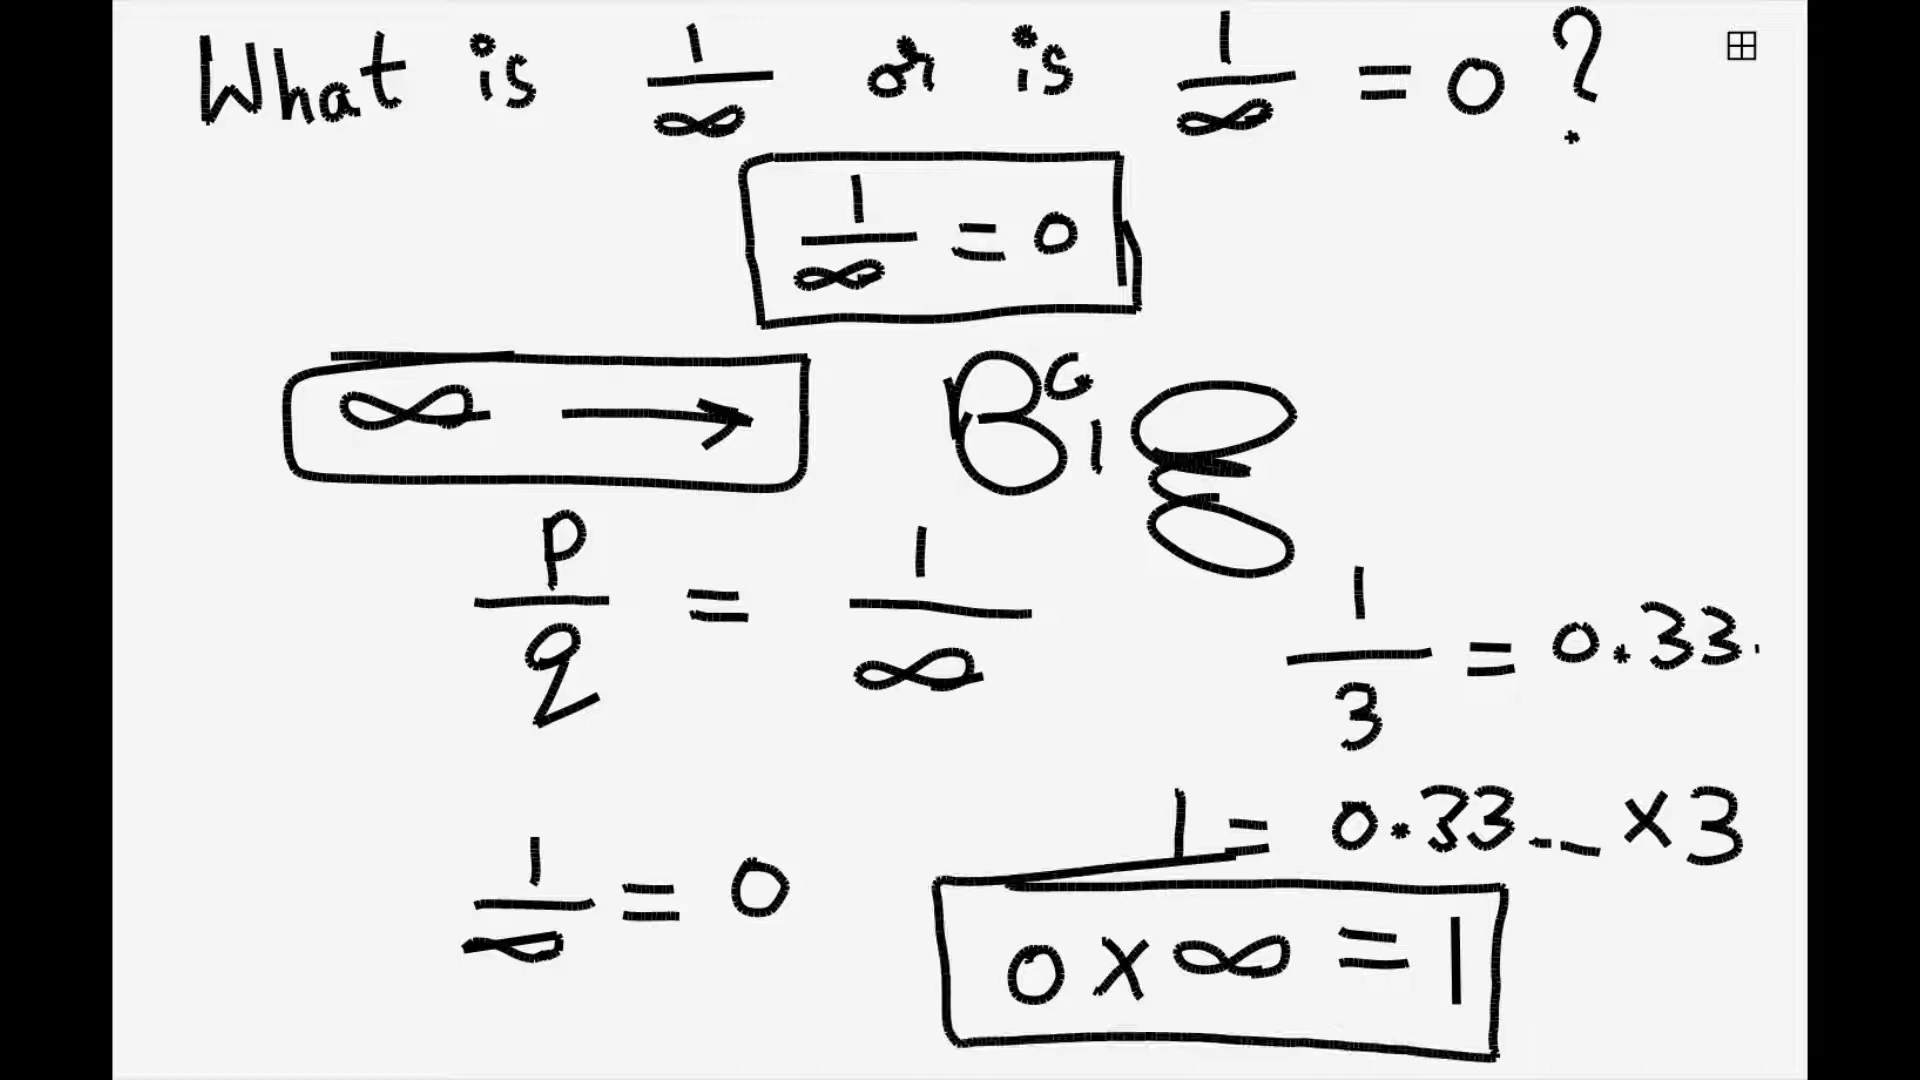 What is 1/∞ or is 1/∞ = 0 ?
1/∞ = 0
∞ → Big
p/q = 1/∞
1/3 = 0.33.
1 = 0.33... × 3
1/∞ = 0
0 × ∞ = 1